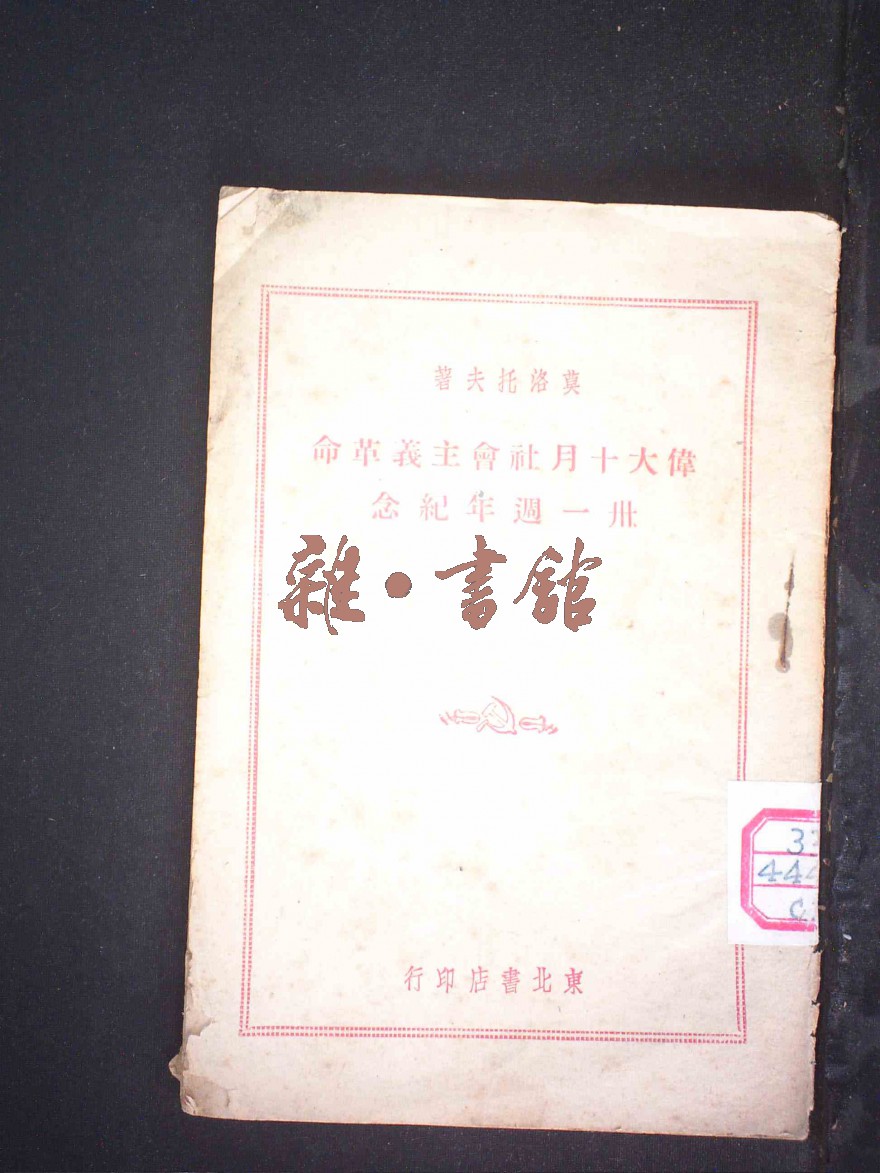 莫洛托夫著
偉大十月社會主義革命
卅一週年紀念
雜·書館
東北書店印行